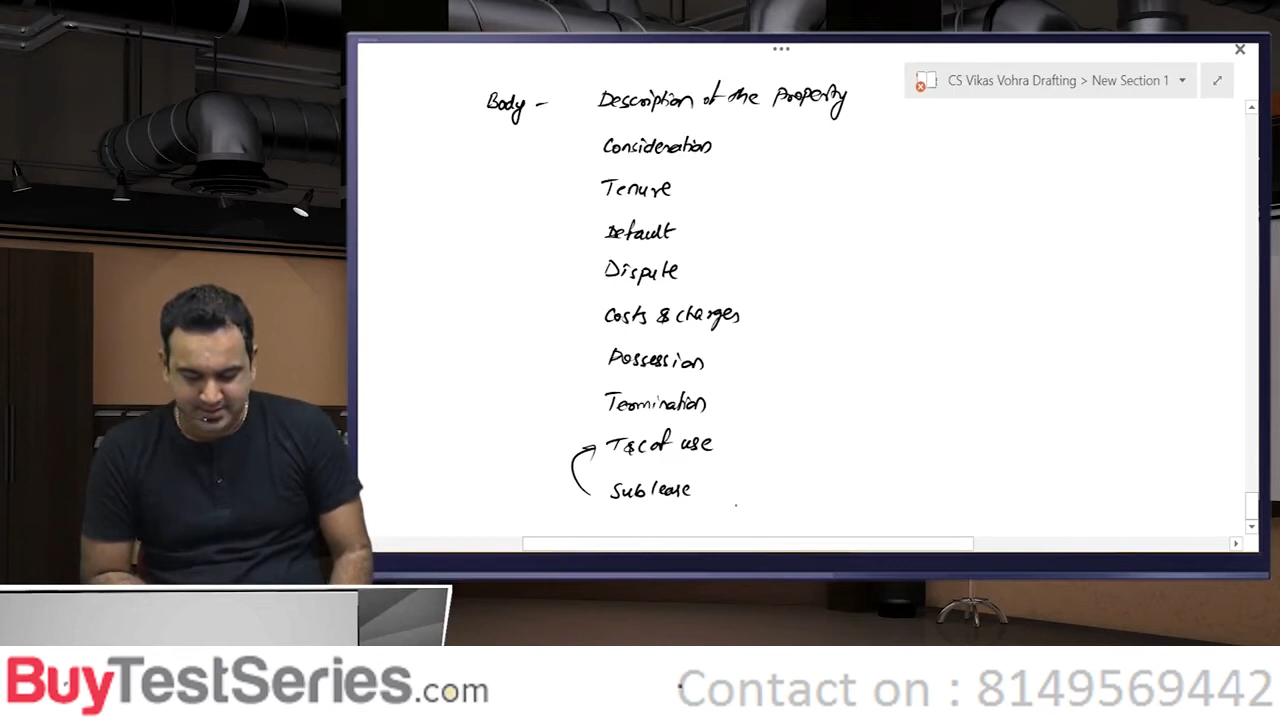 CS Vikas Vohra Drafting > New Section 1
Body - Description of the Property
Consideration
Tenure
Default
Dispute
Costs & charges
Possession
Termination
T&C of use
Sublease
BuyTestSeries.com
Contact on : 8149569442